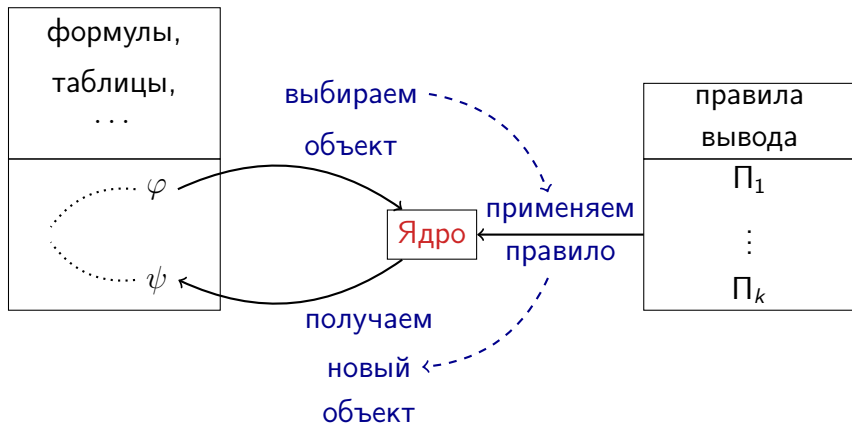 формулы,
таблицы,
· · ·
φ
ψ
выбираем
объект
Ядро
применяем
правило
получаем
новый
объект
правила
вывода
Π₁
⋮
Πₖ